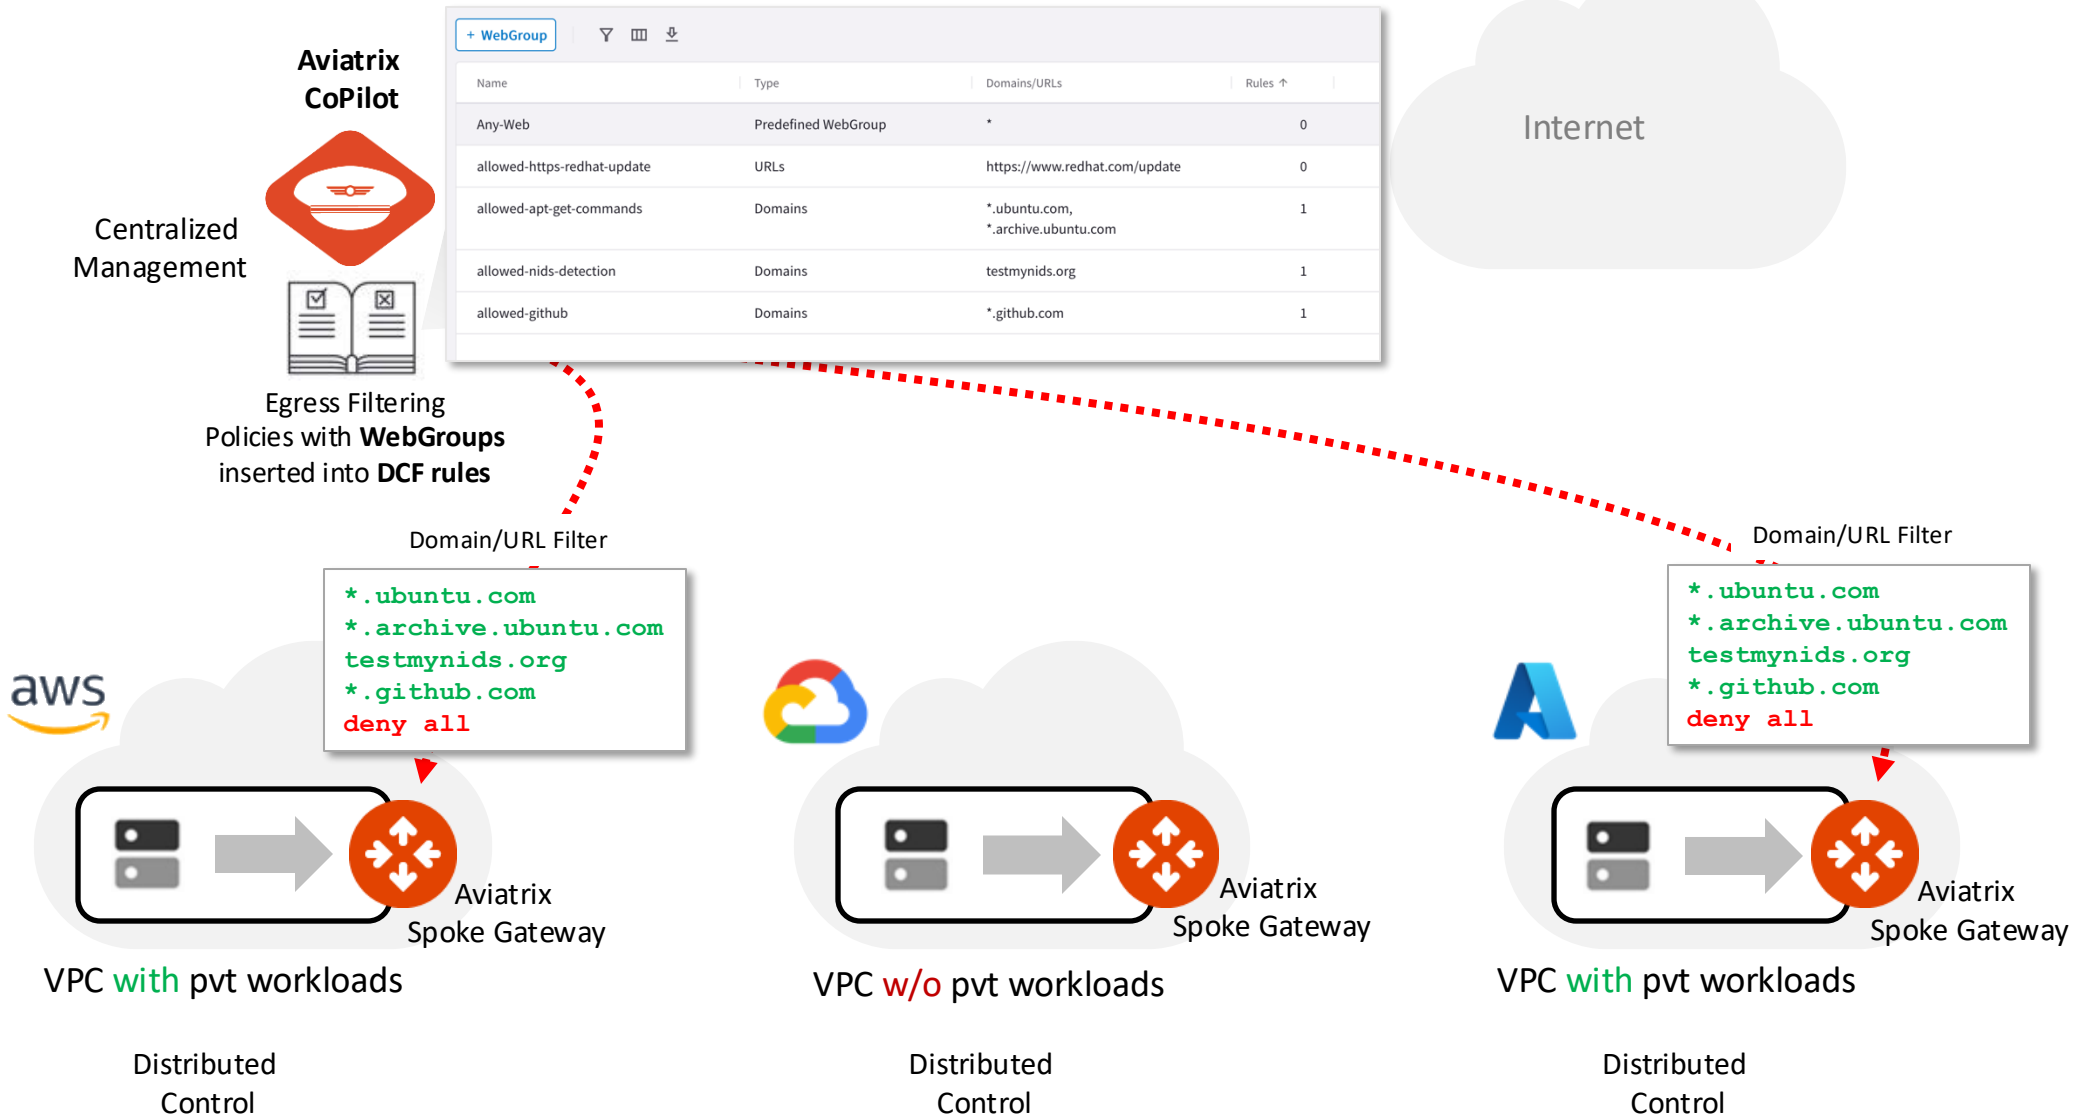 Aviatrix
CoPilot
Centralized
Management
Egress Filtering
Policies with WebGroups
inserted into DCF rules
+ WebGroup
Name Type Domains/URLs Rules ↑
Any-Web Predefined WebGroup * 0
allowed-https-redhat-update URLs https://www.redhat.com/update 0
allowed-apt-get-commands Domains *.ubuntu.com, 1
*.archive.ubuntu.com
allowed-nids-detection Domains testmynids.org 1
allowed-github Domains *.github.com 1
Internet
Domain/URL Filter
*.ubuntu.com
*.archive.ubuntu.com
testmynids.org
*.github.com
deny all
aws
Aviatrix
Spoke Gateway
VPC with pvt workloads
Distributed
Control
Aviatrix
Spoke Gateway
VPC w/o pvt workloads
Distributed
Control
Domain/URL Filter
*.ubuntu.com
*.archive.ubuntu.com
testmynids.org
*.github.com
deny all
Aviatrix
Spoke Gateway
VPC with pvt workloads
Distributed
Control